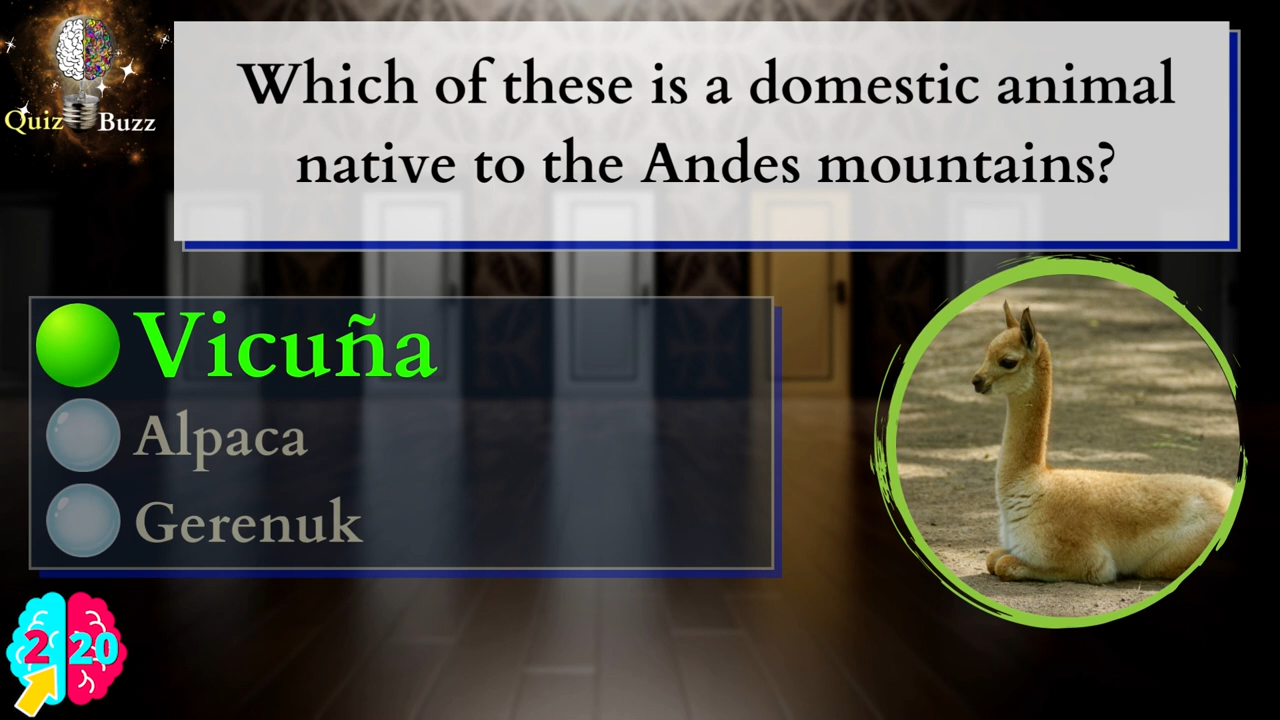 Quiz Buzz
Which of these is a domestic animal
native to the Andes mountains?
Vicuña
Alpaca
Gerenuk
2 20